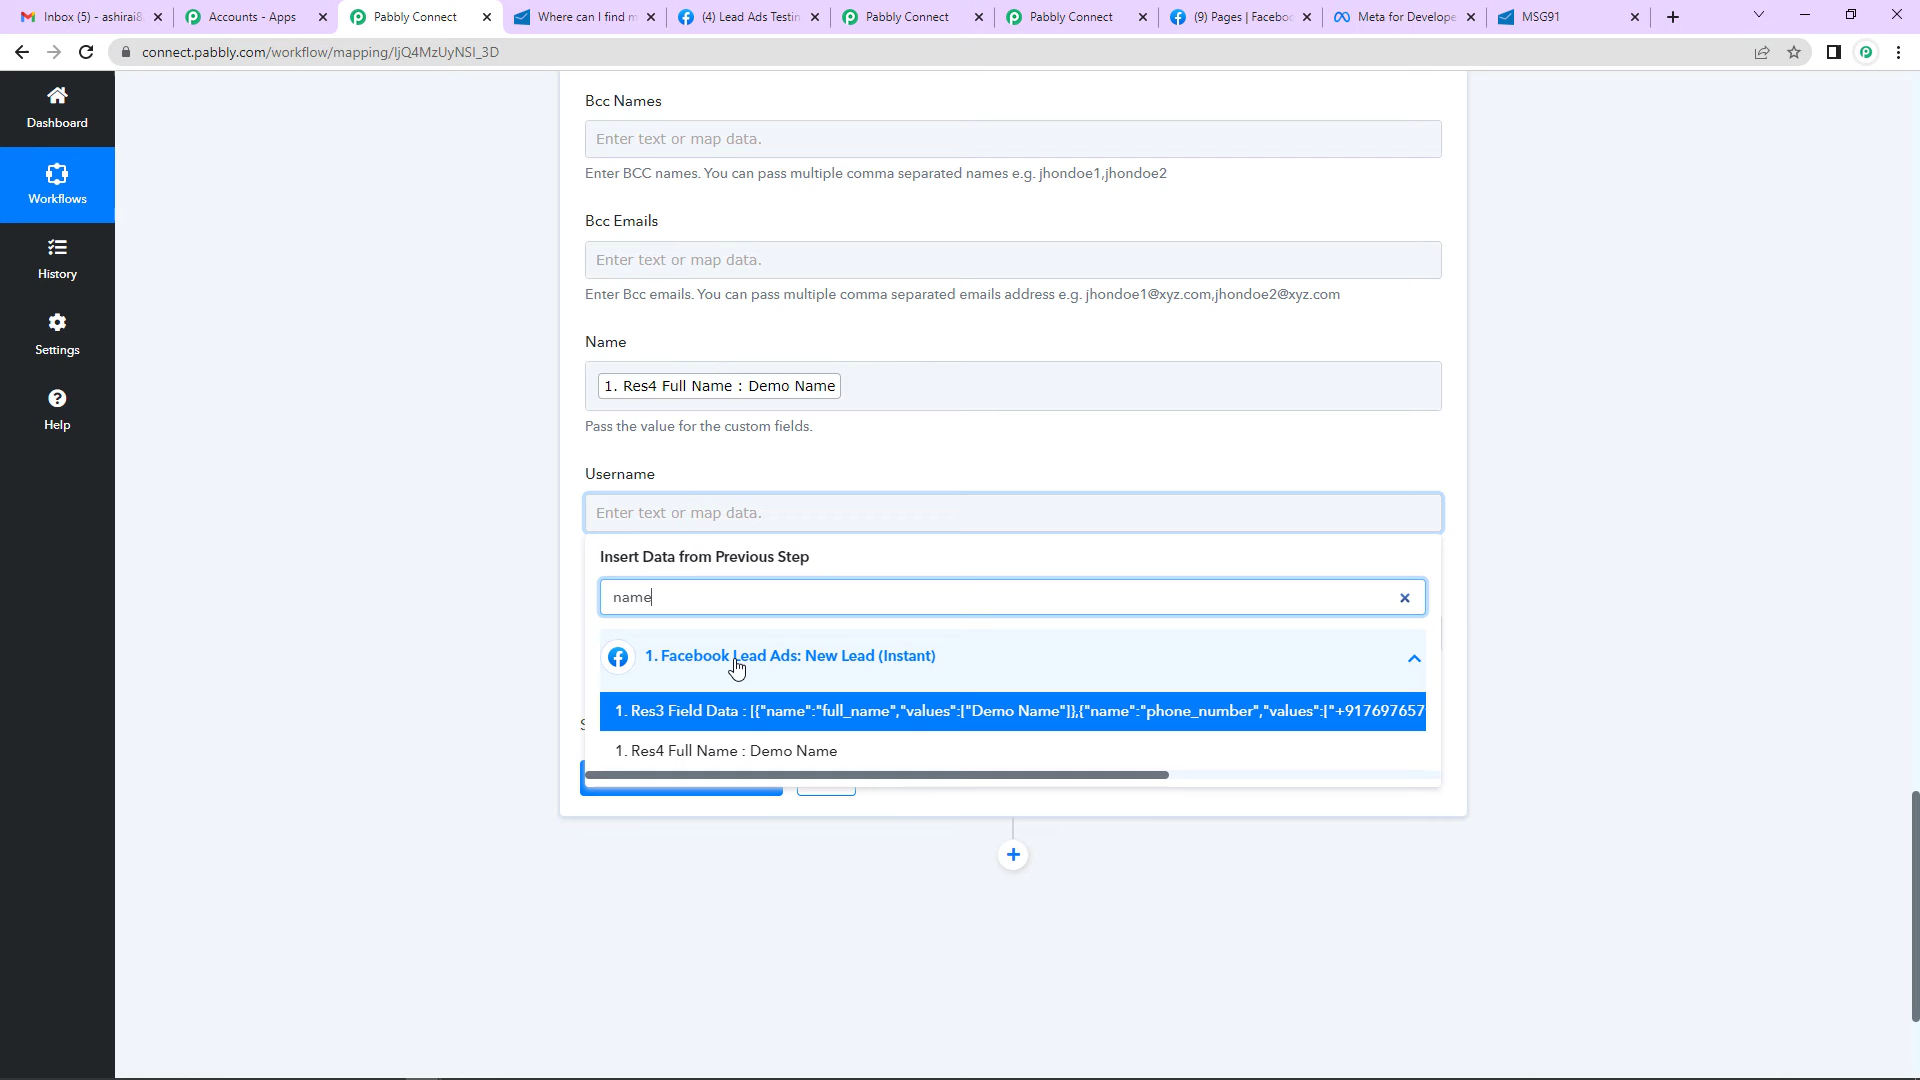 Inbox (5) - ashirai8
Accounts - Apps
Pabbly Connect
Where can I find m
(4) Lead Ads Testin
Pabbly Connect
Pabbly Connect
(9) Pages | Facebo
Meta for Develope
MSG91
connect.pabbly.com/workflow/mapping/IjQ4MzUyNSI_3D
Dashboard
Workflows
History
Settings
Help
Bcc Names
Enter text or map data.
Enter BCC names. You can pass multiple comma separated names e.g. jhondoe1,jhondoe2
Bcc Emails
Enter text or map data.
Enter Bcc emails. You can pass multiple comma separated emails address e.g. jhondoe1@xyz.com,jhondoe2@xyz.com
Name
1. Res4 Full Name : Demo Name
Pass the value for the custom fields.
Username
Enter text or map data.
Insert Data from Previous Step
name
1. Facebook Lead Ads: New Lead (Instant)
1. Res3 Field Data : [{"name":"full_name","values":["Demo Name"]},{"name":"phone_number","values":["+917697657
1. Res4 Full Name : Demo Name